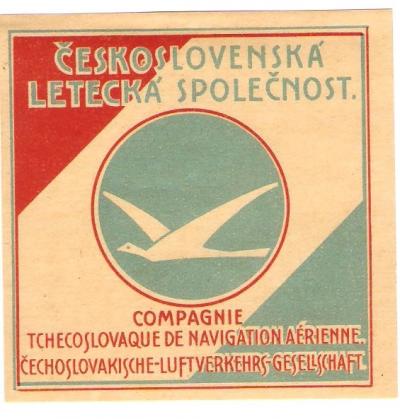 ČESKOSLOVENSKÁ
LETECKÁ SPOLEČNOST.
COMPAGNIE
TCHECOSLOVAQUE DE NAVIGATION AÉRIENNE.
ČECHOSLOVAKISCHE-LUFTVERKEHRS-GESELLSCHAFT.